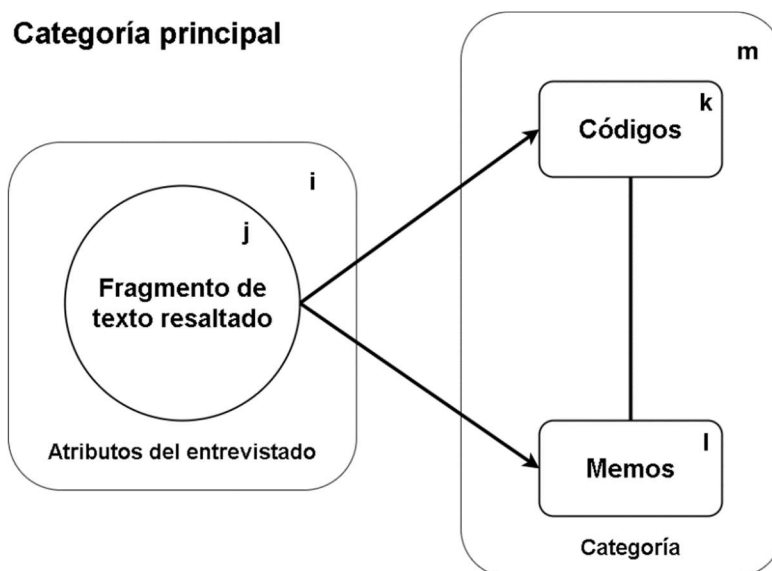 Categoría principal
m
k
Códigos
i
j
Fragmento de
texto resaltado
Atributos del entrevistado
l
Memos
Categoría